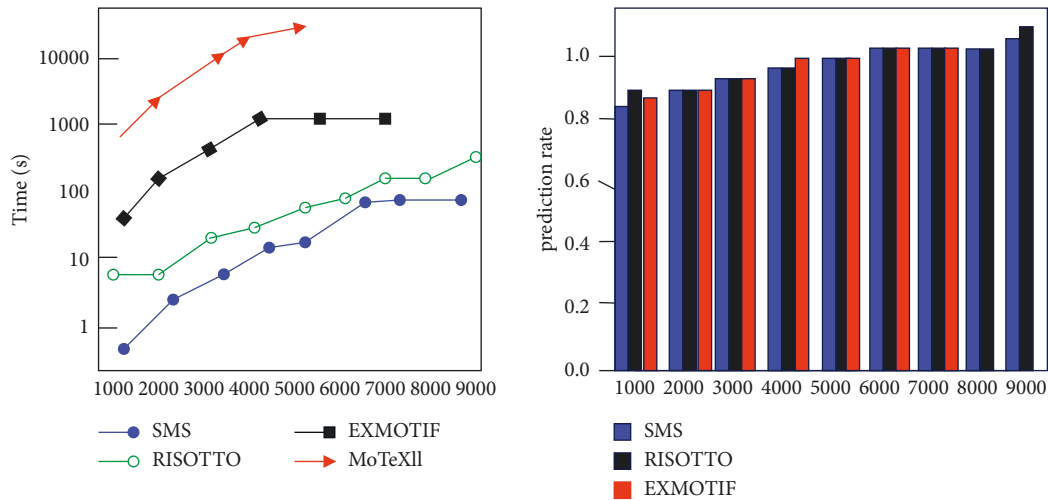 Time (s)
10000
1000
100
10
1
1000 2000 3000 4000 5000 6000 7000 8000 9000
SMS
EXMOTIF
RISOTTO
MoTeXll
prediction rate
1.0
0.8
0.6
0.4
0.2
0.0
1000 2000 3000 4000 5000 6000 7000 8000 9000
SMS
RISOTTO
EXMOTIF